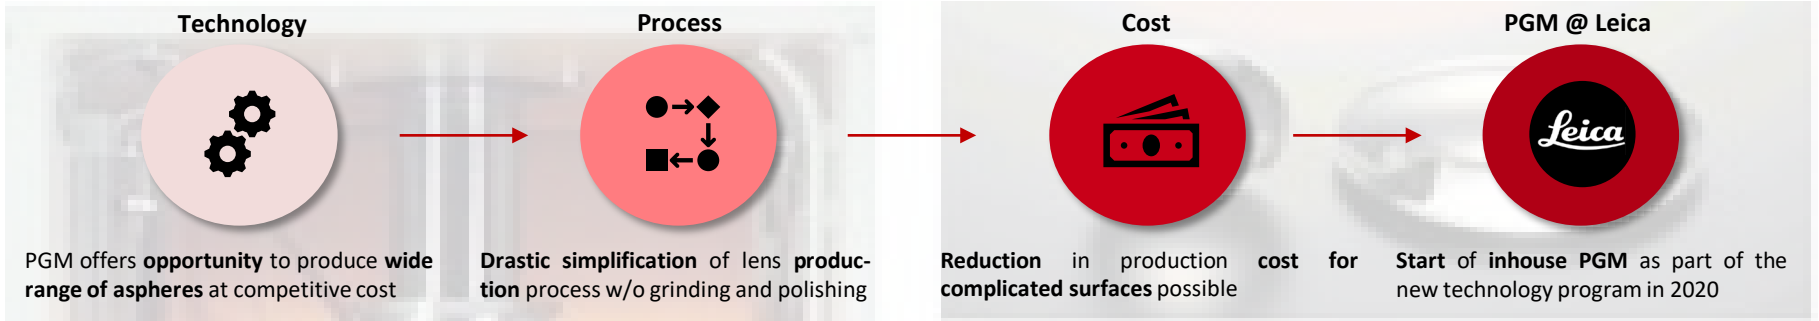 Technology
PGM offers opportunity to produce wide
range of aspheres at competitive cost
Process
Drastic simplification of lens produc-
tion process w/o grinding and polishing
Cost
Reduction in production cost for
complicated surfaces possible
PGM @ Leica
Leica
Start of inhouse PGM as part of the
new technology program in 2020